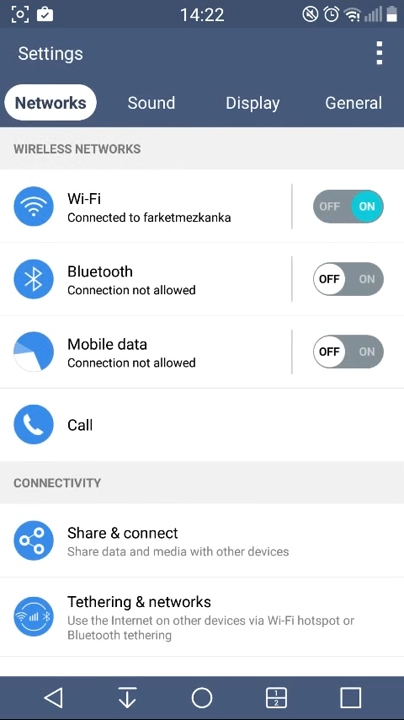 14:22
Settings
Networks Sound Display General
WIRELESS NETWORKS
Wi-Fi
Connected to farketmezkanka
OFF ON
Bluetooth
Connection not allowed
OFF ON
Mobile data
Connection not allowed
OFF ON
Call
CONNECTIVITY
Share & connect
Share data and media with other devices
Tethering & networks
Use the Internet on other devices via Wi-Fi hotspot or
Bluetooth tethering
1
2